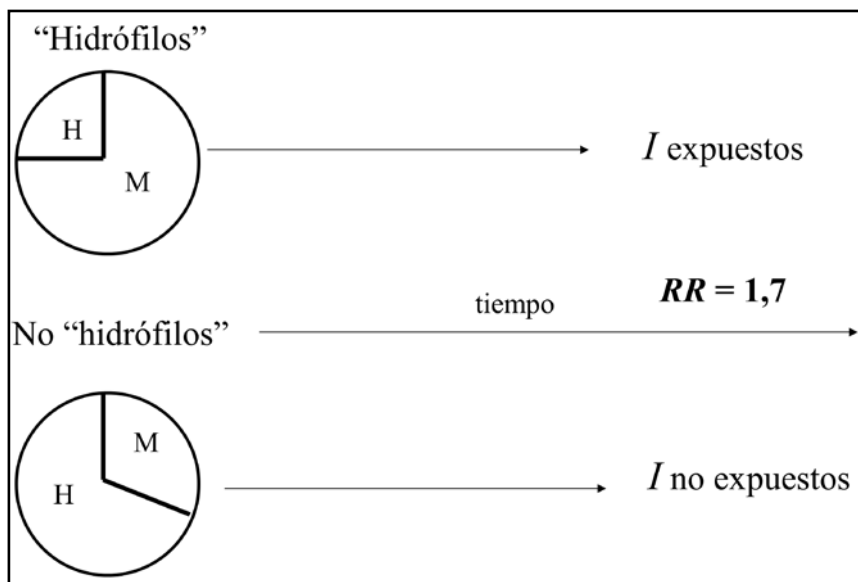 “Hidrófilos”
H
M
I expuestos
tiempo
RR = 1,7
No “hidrófilos”
M
H
I no expuestos